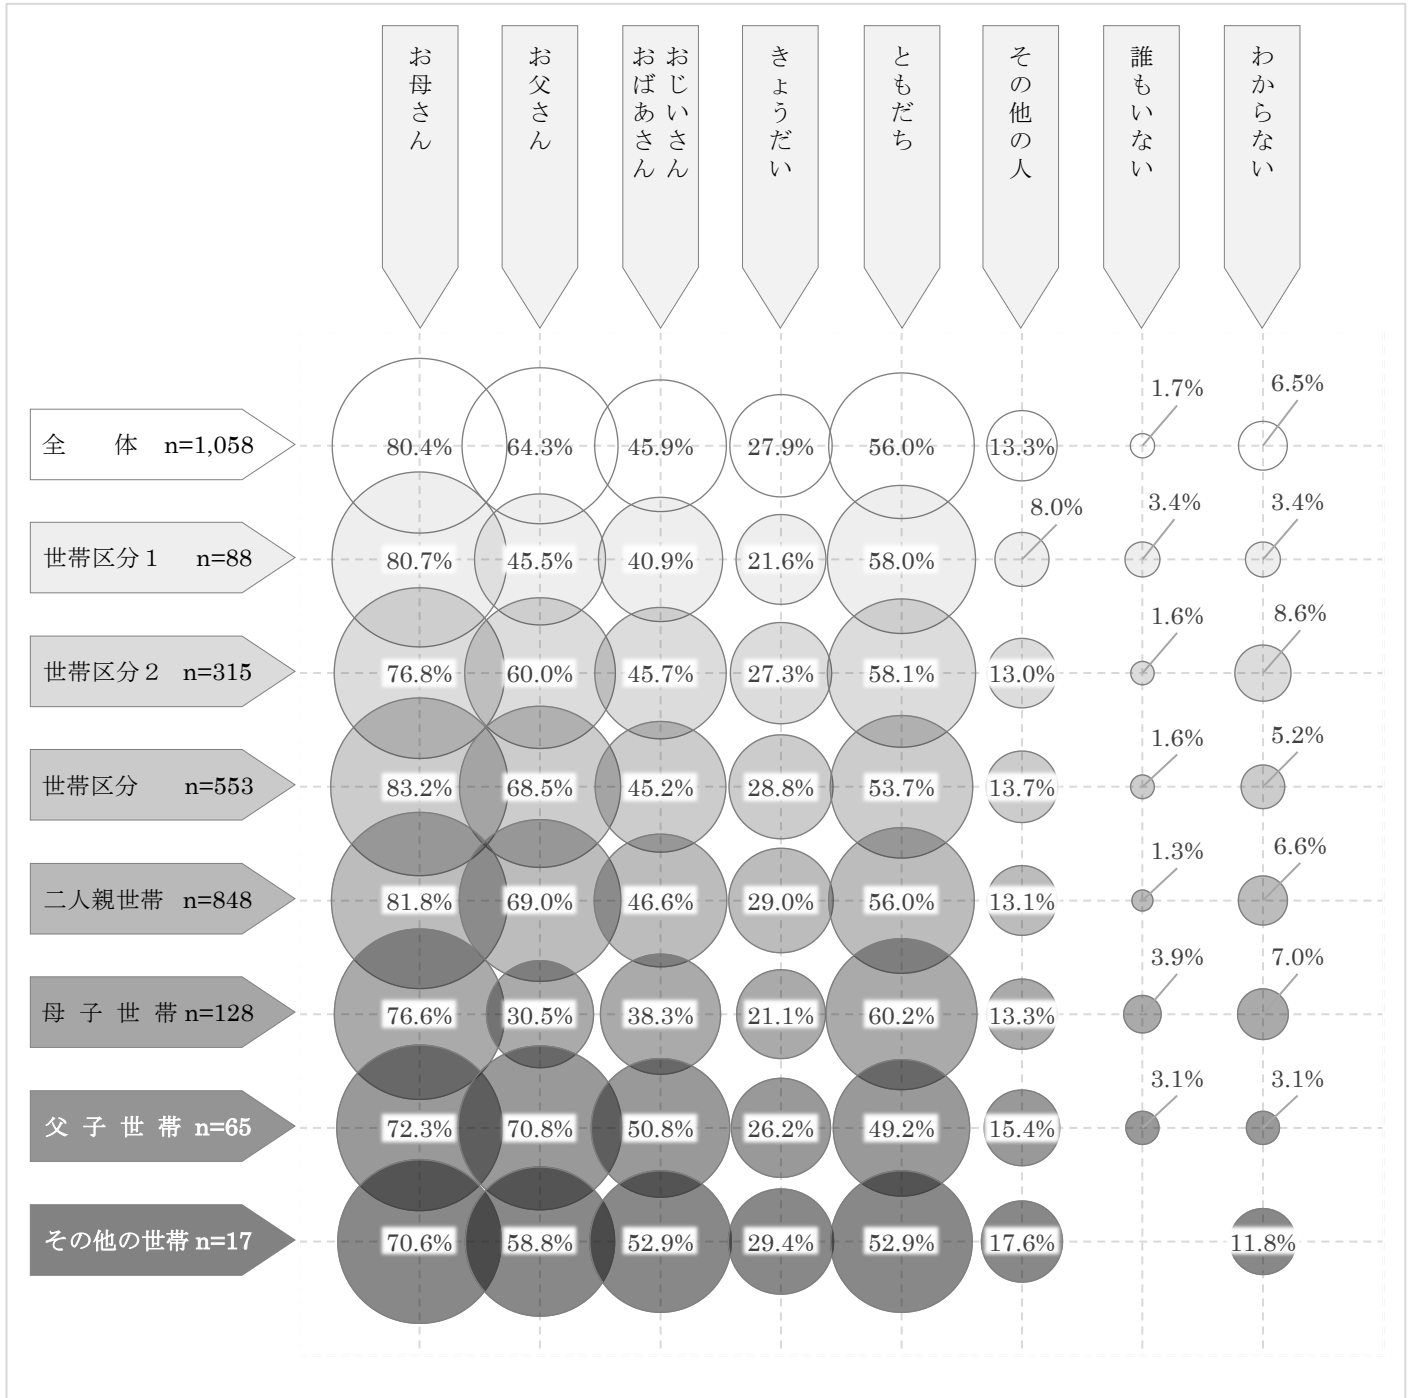 お母さん
お父さん
おじいさん
おばあさん
きょうだい
ともだち
その他の人
誰もいない
わからない
全　体 n=1,058 80.4% 64.3% 45.9% 27.9% 56.0% 13.3% 1.7% 6.5%
世帯区分１ n=88 80.7% 45.5% 40.9% 21.6% 58.0% 8.0% 3.4% 3.4%
世帯区分２ n=315 76.8% 60.0% 45.7% 27.3% 58.1% 13.0% 1.6% 8.6%
世帯区分 n=553 83.2% 68.5% 45.2% 28.8% 53.7% 13.7% 1.6% 5.2%
二人親世帯 n=848 81.8% 69.0% 46.6% 29.0% 56.0% 13.1% 1.3% 6.6%
母 子 世 帯 n=128 76.6% 30.5% 38.3% 21.1% 60.2% 13.3% 3.9% 7.0%
父 子 世 帯 n=65 72.3% 70.8% 50.8% 26.2% 49.2% 15.4% 3.1% 3.1%
その他の世帯 n=17 70.6% 58.8% 52.9% 29.4% 52.9% 17.6% 11.8%